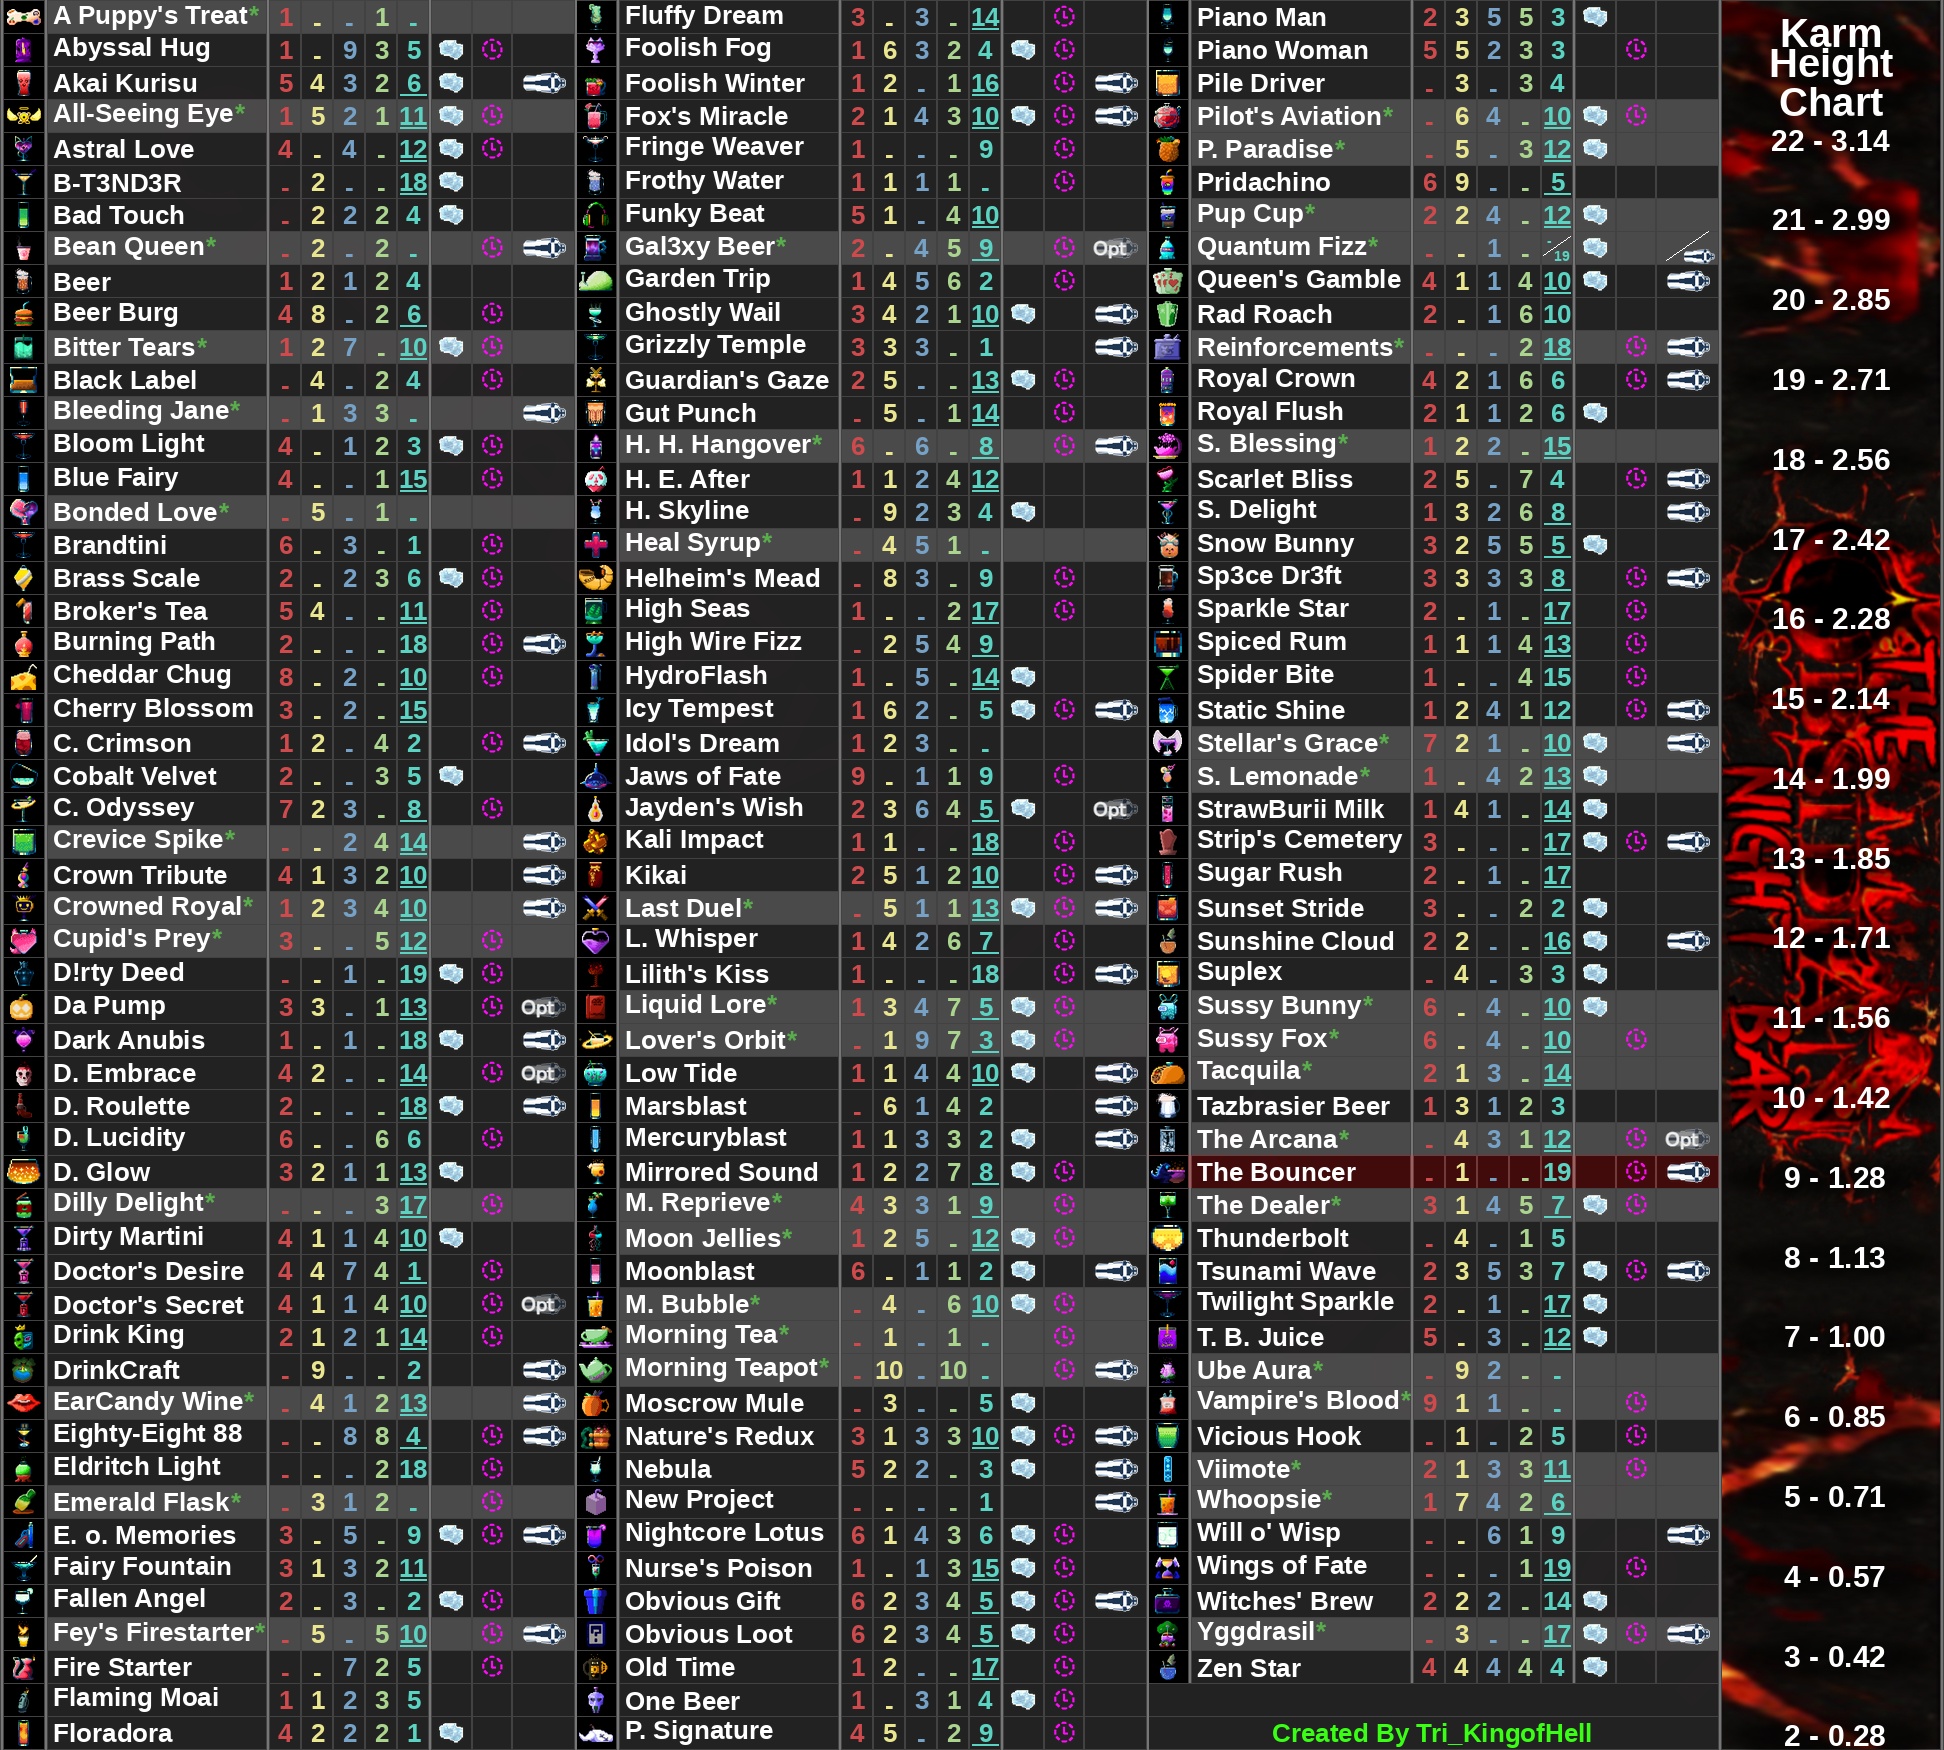 A Puppy's Treat* 1 - - 1 -
Abyssal Hug 1 - 9 3 5
Akai Kurisu 5 4 3 2 6
All-Seeing Eye* 1 5 2 1 11
Astral Love 4 - 4 - 12
B-T3ND3R - 2 - - 18
Bad Touch - 2 2 2 4
Bean Queen* - 2 - 2 -
Beer 1 2 1 2 4
Beer Burg 4 8 - 2 6
Bitter Tears* 1 2 7 - 10
Black Label - 4 - 2 4
Bleeding Jane* - 1 3 3 -
Bloom Light 4 - 1 2 3
Blue Fairy 4 - - 1 15
Bonded Love* - 5 - 1 -
Brandtini 6 - 3 - 1
Brass Scale 2 - 2 3 6
Broker's Tea 5 4 - - 11
Burning Path 2 - - - 18
Cheddar Chug 8 - 2 - 10
Cherry Blossom 3 - 2 - 15
C. Crimson 1 2 - 4 2
Cobalt Velvet 2 - - 3 5
C. Odyssey 7 2 3 - 8
Crevice Spike* - - 2 4 14
Crown Tribute 4 1 3 2 10
Crowned Royal* 1 2 3 4 10
Cupid's Prey* 3 - - 5 12
D!rty Deed - - 1 - 19
Da Pump 3 3 - 1 13 Opt
Dark Anubis 1 - 1 - 18
D. Embrace 4 2 - - 14 Opt
D. Roulette 2 - - - 18
D. Lucidity 6 - - 6 6
D. Glow 3 2 1 1 13
Dilly Delight* - - - 3 17
Dirty Martini 4 1 1 4 10
Doctor's Desire 4 4 7 4 1
Doctor's Secret 4 1 1 4 10 Opt
Drink King 2 1 2 1 14
DrinkCraft - 9 - - 2
EarCandy Wine* - 4 1 2 13
Eighty-Eight 88 - - 8 8 4
Eldritch Light - - - 2 18
Emerald Flask* - 3 1 2 -
E. o. Memories 3 - 5 - 9
Fairy Fountain 3 1 3 2 11
Fallen Angel 2 - 3 - 2
Fey's Firestarter* - 5 - 5 10
Fire Starter - - 7 2 5
Flaming Moai 1 1 2 3 5
Floradora 4 2 2 2 1
Fluffy Dream 3 - 3 - 14
Foolish Fog 1 6 3 2 4
Foolish Winter 1 2 - 1 16
Fox's Miracle 2 1 4 3 10
Fringe Weaver 1 - - - 9
Frothy Water 1 1 1 1 -
Funky Beat 5 1 - 4 10
Gal3xy Beer* 2 - 4 5 9 Opt
Garden Trip 1 4 5 6 2
Ghostly Wail 3 4 2 1 10
Grizzly Temple 3 3 3 - 1
Guardian's Gaze 2 5 - - 13
Gut Punch - 5 - 1 14
H. H. Hangover* 6 - 6 - 8
H. E. After 1 1 2 4 12
H. Skyline - 9 2 3 4
Heal Syrup* - 4 5 1 -
Helheim's Mead - 8 3 - 9
High Seas 1 - - 2 17
High Wire Fizz - 2 5 4 9
HydroFlash 1 - 5 - 14
Icy Tempest 1 6 2 - 5
Idol's Dream 1 2 3 - -
Jaws of Fate 9 - 1 1 9
Jayden's Wish 2 3 6 4 5 Opt
Kali Impact 1 1 - - 18
Kikai 2 5 1 2 10
Last Duel* - 5 1 1 13
L. Whisper 1 4 2 6 7
Lilith's Kiss 1 - - - 18
Liquid Lore* 1 3 4 7 5
Lover's Orbit* - 1 9 7 3
Low Tide 1 1 4 4 10
Marsblast - 6 1 4 2
Mercuryblast 1 1 3 3 2
Mirrored Sound 1 2 2 7 8
M. Reprieve* 4 3 3 1 9
Moon Jellies* 1 2 5 - 12
Moonblast 6 - 1 1 2
M. Bubble* - 4 - 6 10
Morning Tea* - 1 - 1 -
Morning Teapot* - 10 - 10 -
Moscrow Mule - 3 - - 5
Nature's Redux 3 1 3 3 10
Nebula 5 2 2 - 3
New Project - - - - 1
Nightcore Lotus 6 1 4 3 6
Nurse's Poison 1 - 1 3 15
Obvious Gift 6 2 3 4 5
Obvious Loot 6 2 3 4 5
Old Time 1 2 - - 17
One Beer 1 - 3 1 4
P. Signature 4 5 - 2 9
Piano Man 2 3 5 5 3
Piano Woman 5 5 2 3 3
Pile Driver - 3 - 3 4
Pilot's Aviation* - 6 4 - 10
P. Paradise* - 5 - 3 12
Pridachino 6 9 - - 5
Pup Cup* 2 2 4 - 12
Quantum Fizz* - - 1 - -/19
Queen's Gamble 4 1 1 4 10
Rad Roach 2 - 1 6 10
Reinforcements* - - - 2 18
Royal Crown 4 2 1 6 6
Royal Flush 2 1 1 2 6
S. Blessing* 1 2 2 - 15
Scarlet Bliss 2 5 - 7 4
S. Delight 1 3 2 6 8
Snow Bunny 3 2 5 5 5
Sp3ce Dr3ft 3 3 3 3 8
Sparkle Star 2 - 1 - 17
Spiced Rum 1 1 1 4 13
Spider Bite 1 - - 4 15
Static Shine 1 2 4 1 12
Stellar's Grace* 7 2 1 - 10
S. Lemonade* 1 - 4 2 13
StrawBurii Milk 1 4 1 - 14
Strip's Cemetery 3 - - - 17
Sugar Rush 2 - 1 - 17
Sunset Stride 3 - - 2 2
Sunshine Cloud 2 2 - - 16
Suplex - 4 - 3 3
Sussy Bunny* 6 - 4 - 10
Sussy Fox* 6 - 4 - 10
Tacquila* 2 1 3 - 14
Tazbrasier Beer 1 3 1 2 3
The Arcana* - 4 3 1 12 Opt
The Bouncer - 1 - - 19
The Dealer* 3 1 4 5 7
Thunderbolt - 4 - 1 5
Tsunami Wave 2 3 5 3 7
Twilight Sparkle 2 - 1 - 17
T. B. Juice 5 - 3 - 12
Ube Aura* - 9 2 - -
Vampire's Blood* 9 1 1 - -
Vicious Hook - 1 - 2 5
Viimote* 2 1 3 3 11
Whoopsie* 1 7 4 2 6
Will o' Wisp - - 6 1 9
Wings of Fate - - - 1 19
Witches' Brew 2 2 2 - 14
Yggdrasil* - 3 - - 17
Zen Star 4 4 4 4 4
Created By Tri_KingofHell
Karm
Height
Chart
22 - 3.14
21 - 2.99
20 - 2.85
19 - 2.71
18 - 2.56
17 - 2.42
16 - 2.28
15 - 2.14
14 - 1.99
13 - 1.85
12 - 1.71
11 - 1.56
10 - 1.42
9 - 1.28
8 - 1.13
7 - 1.00
6 - 0.85
5 - 0.71
4 - 0.57
3 - 0.42
2 - 0.28
THE
NIGHT
BAR